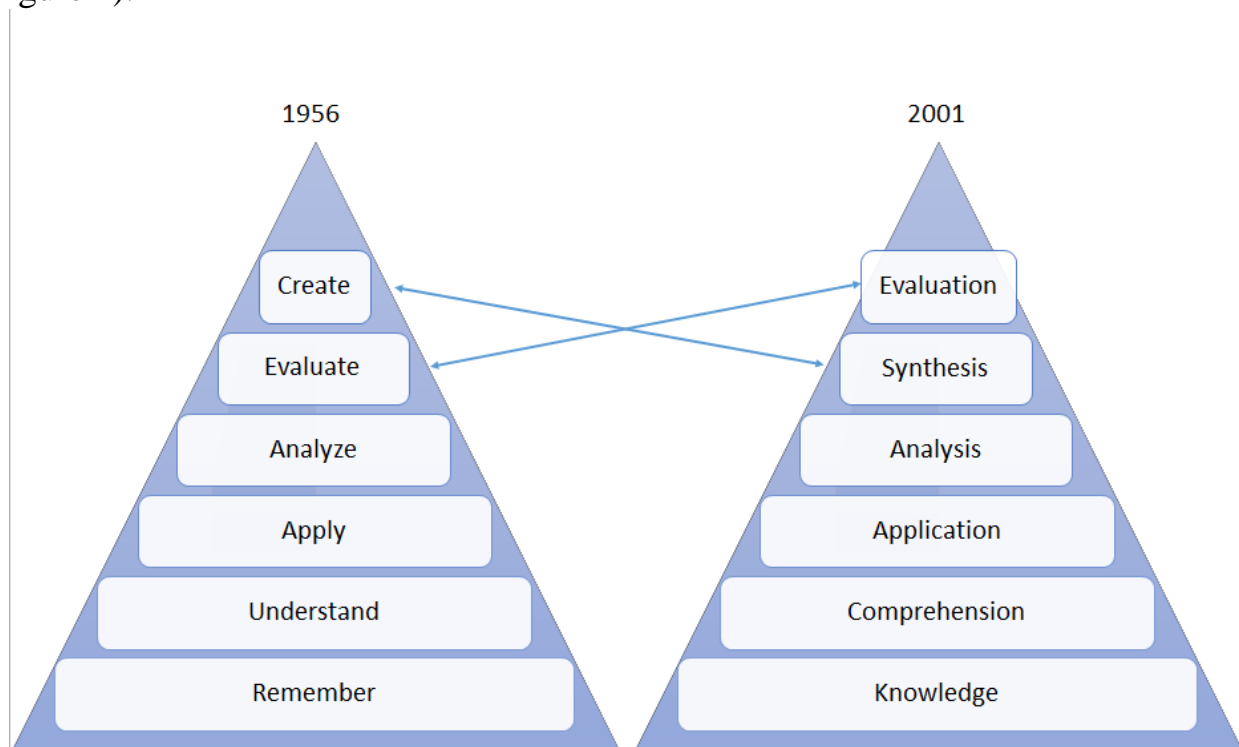 1956
2001
Create
Evaluation
Evaluate
Synthesis
Analyze
Analysis
Apply
Application
Understand
Comprehension
Remember
Knowledge